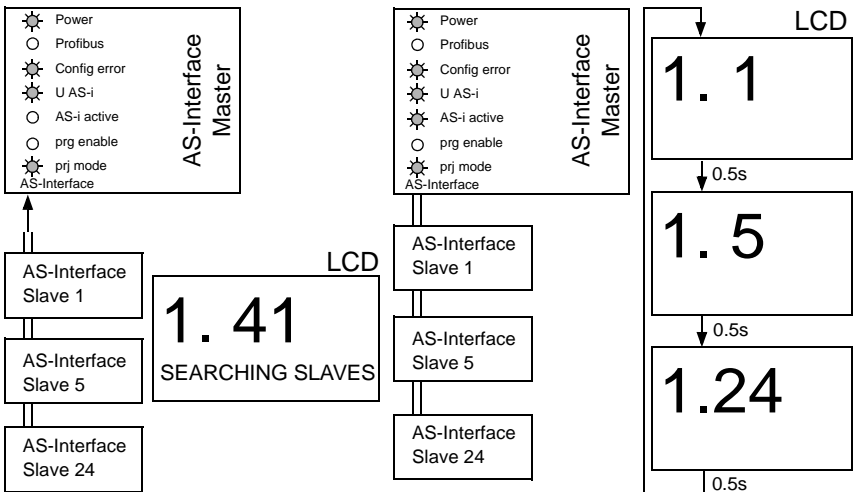 Power
Profibus
Config error
U AS-i
AS-i active
prg enable
prj mode
AS-Interface
AS-Interface
Master
AS-Interface
Slave 1
AS-Interface
Slave 5
AS-Interface
Slave 24
LCD
1. 41
SEARCHING SLAVES
Power
Profibus
Config error
U AS-i
AS-i active
prg enable
prj mode
AS-Interface
AS-Interface
Master
AS-Interface
Slave 1
AS-Interface
Slave 5
AS-Interface
Slave 24
LCD
1. 1
0.5s
1. 5
0.5s
1.24
0.5s